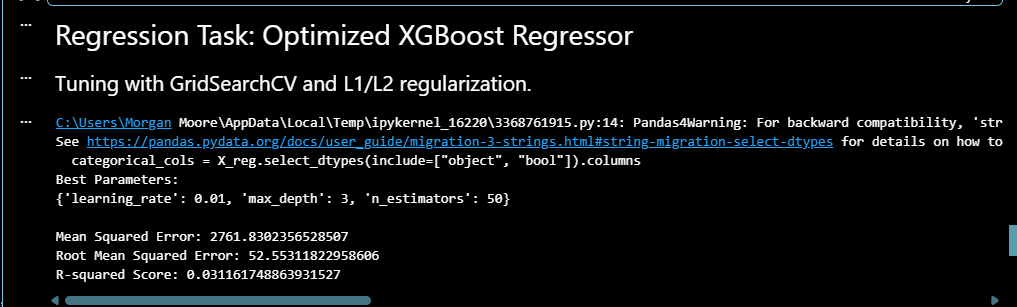 Regression Task: Optimized XGBoost Regressor
Tuning with GridSearchCV and L1/L2 regularization.
C:\Users\Morgan Moore\AppData\Local\Temp\ipykernel_16220\3368761915.py:14: Pandas4Warning: For backward compatibility, 'str
See https://pandas.pydata.org/docs/user_guide/migration-3-strings.html#string-migration-select-dtypes for details on how to
  categorical_cols = X_reg.select_dtypes(include=["object", "bool"]).columns
Best Parameters:
{'learning_rate': 0.01, 'max_depth': 3, 'n_estimators': 50}
Mean Squared Error: 2761.8302356528507
Root Mean Squared Error: 52.55311822958606
R-squared Score: 0.031161748863931527